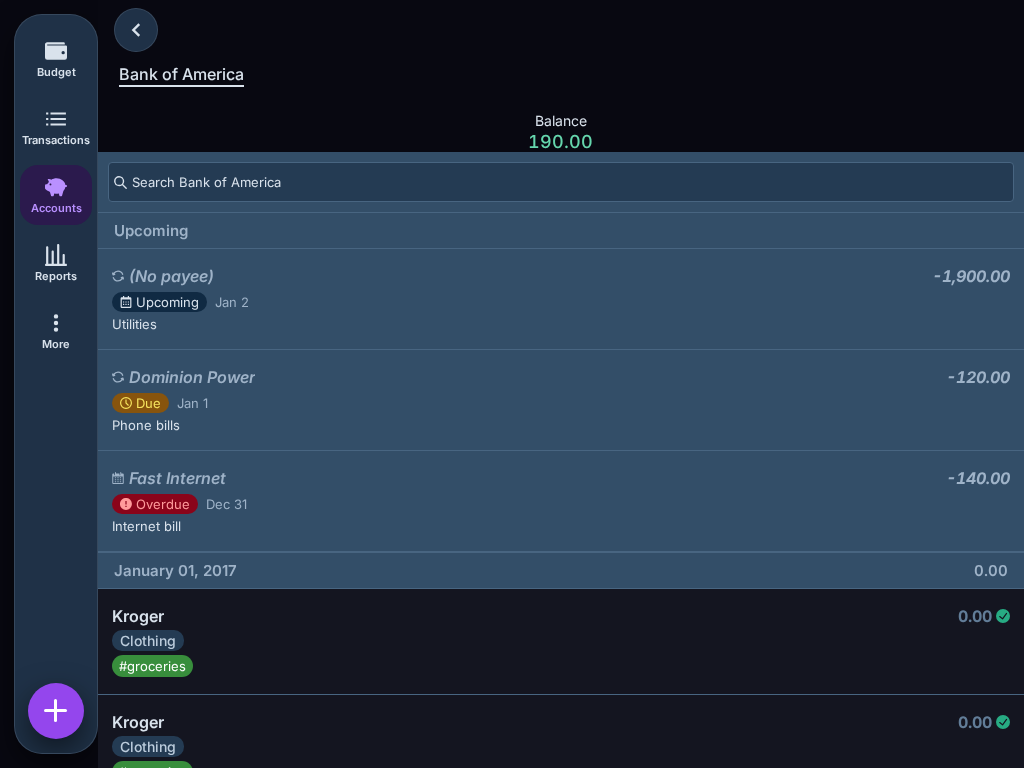 Budget
Transactions
Accounts
Reports
More
Bank of America
Balance
190.00
Search Bank of America
Upcoming
(No payee) -1,900.00
Upcoming Jan 2
Utilities
Dominion Power -120.00
Due Jan 1
Phone bills
Fast Internet -140.00
Overdue Dec 31
Internet bill
January 01, 2017 0.00
Kroger 0.00
Clothing
#groceries
Kroger 0.00
Clothing